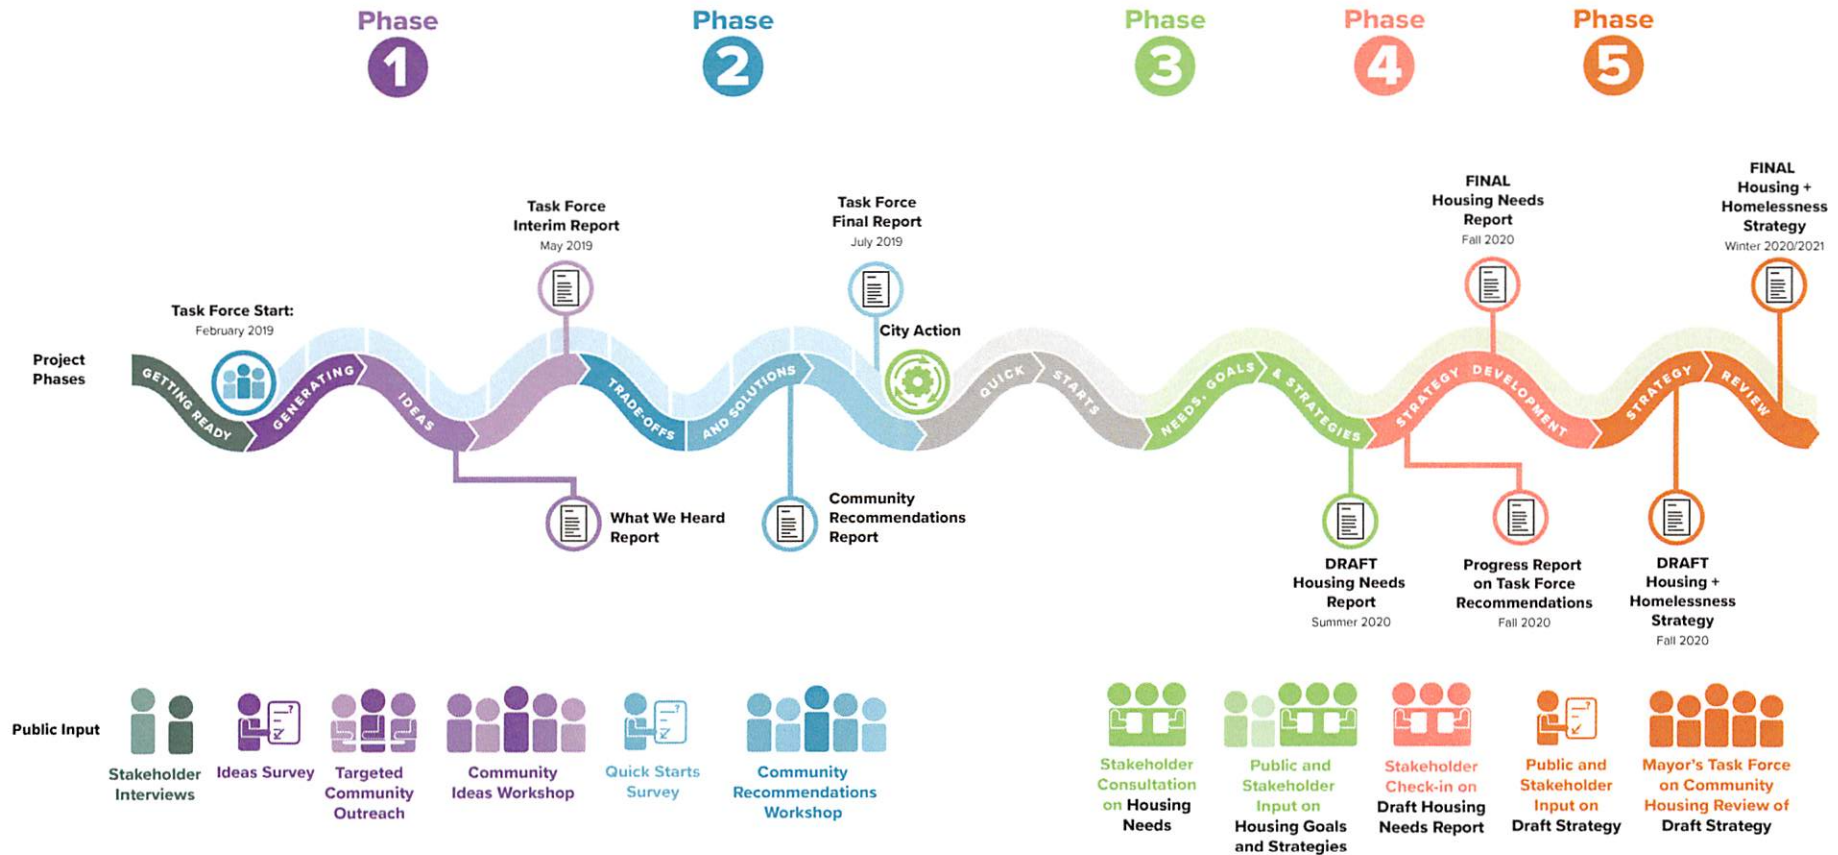 Phase
1
Phase
2
Phase
3
Phase
4
Phase
5
Task Force Start:
February 2019
Task Force
Interim Report
May 2019
Task Force
Final Report
July 2019
City Action
FINAL
Housing Needs
Report
Fall 2020
FINAL
Housing +
Homelessness
Strategy
Winter 2020/2021
Project
Phases
GETTING READY
GENERATING
IDEAS
TRADE-OFFS
AND SOLUTIONS
QUICK
STARTS
NEEDS, GOALS
& STRATEGIES
STRATEGY DEVELOPMENT
STRATEGY
REVIEW
What We Heard
Report
Community
Recommendations
Report
DRAFT
Housing Needs
Report
Summer 2020
Progress Report
on Task Force
Recommendations
Fall 2020
DRAFT
Housing +
Homelessness
Strategy
Fall 2020
Public Input
Stakeholder
Interviews
Ideas Survey
Targeted
Community
Outreach
Community
Ideas Workshop
Quick Starts
Survey
Community
Recommendations
Workshop
Stakeholder
Consultation
on Housing
Needs
Public and
Stakeholder
Input on
Housing Goals
and Strategies
Stakeholder
Check-in on
Draft Housing
Needs Report
Public and
Stakeholder
Input on
Draft Strategy
Mayor's Task Force
on Community
Housing Review of
Draft Strategy